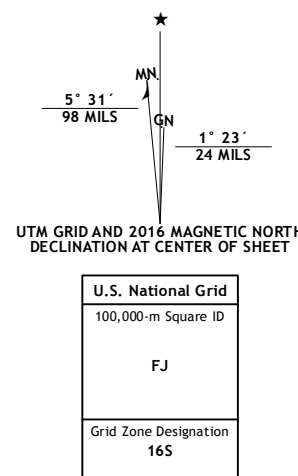 MN.
5° 31´
98 MILS
GN
1° 23´
24 MILS
UTM GRID AND 2016 MAGNETIC NORTH
DECLINATION AT CENTER OF SHEET
U.S. National Grid
100,000-m Square ID
FJ
Grid Zone Designation
16S